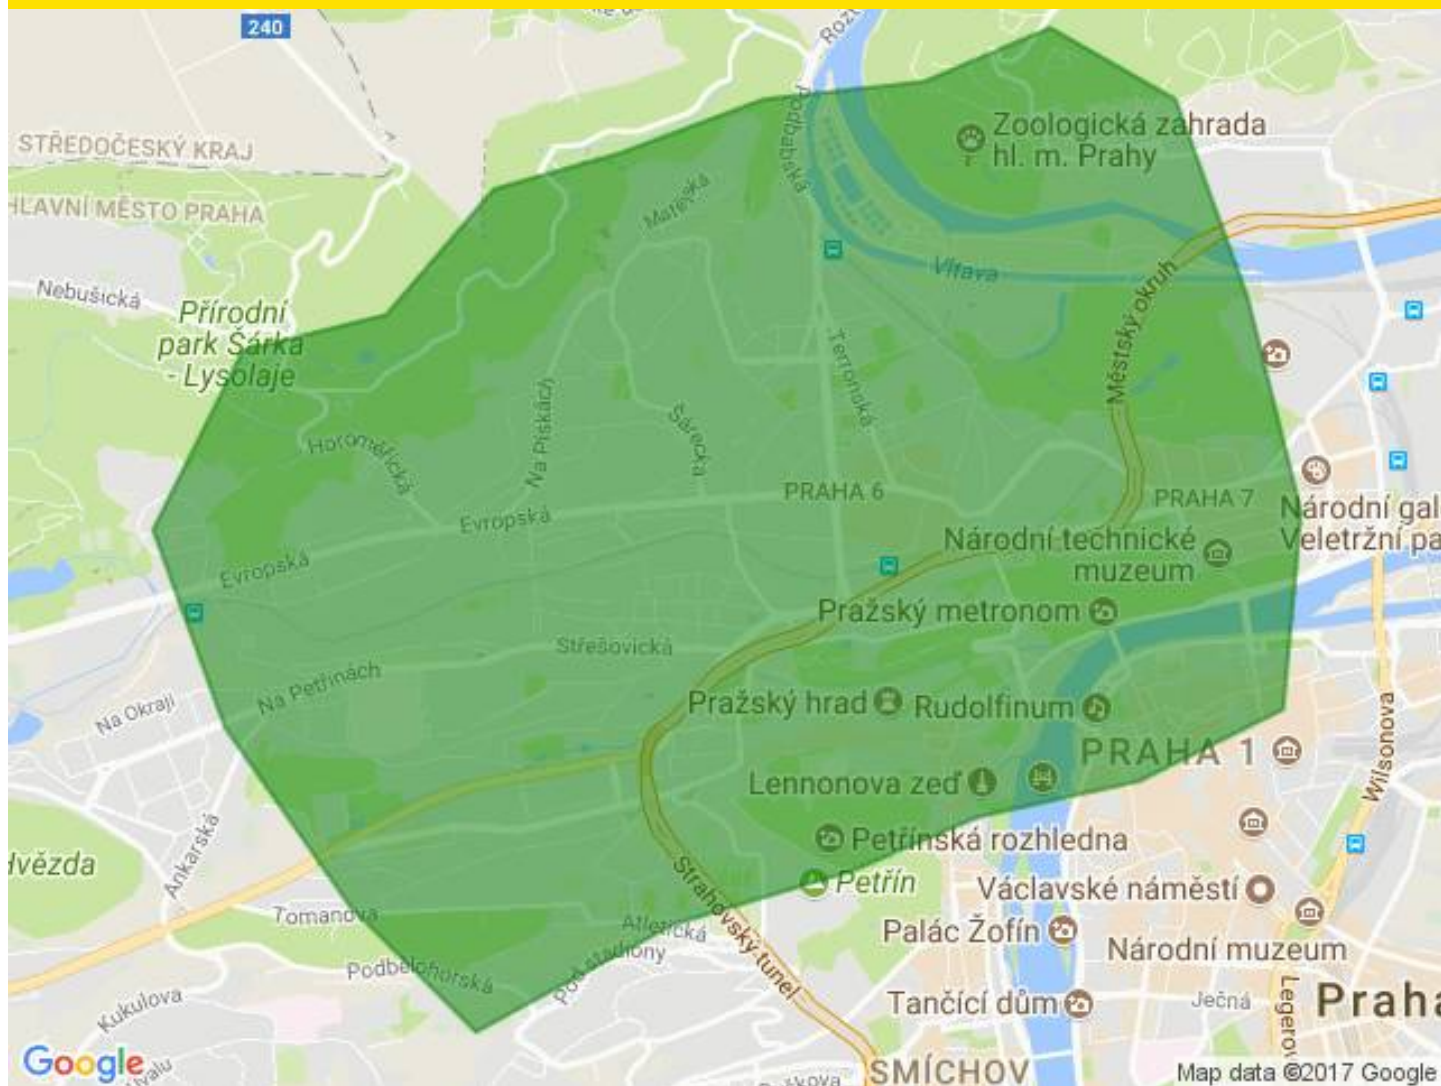 240
Zoologická zahrada
hl. m. Prahy
STŘEDOČESKÝ KRAJ
HLAVNÍ MĚSTO PRAHA
Podbabská
Matějská
Nebušická
Přírodní
park Šárka
- Lysolaje
Vltava
Městský okruh
Terronská
Na Pískách
Šárecká
Horoměřická
PRAHA 6
PRAHA 7
Evropská
Evropská
Národní gal
Veletržní pa
Národní technické
muzeum
Pražský metronom
Střešovická
Na Petřinách
Na Okraji
Pražský hrad
Rudolfinum
PRAHA 1
Wilsonova
Lennonova zeď
Petřínská rozhledna
Petřín
Hvězda
Ankarská
Václavské náměstí
Tomanova
Atletická
Strahovský tunel
Palác Žofín
Národní muzeum
Pod stadiony
Podbělohorská
Kukulova
Tančící dům
Ječná
Legerov
Praha
Google
SMÍCHOV
Map data ©2017 Google